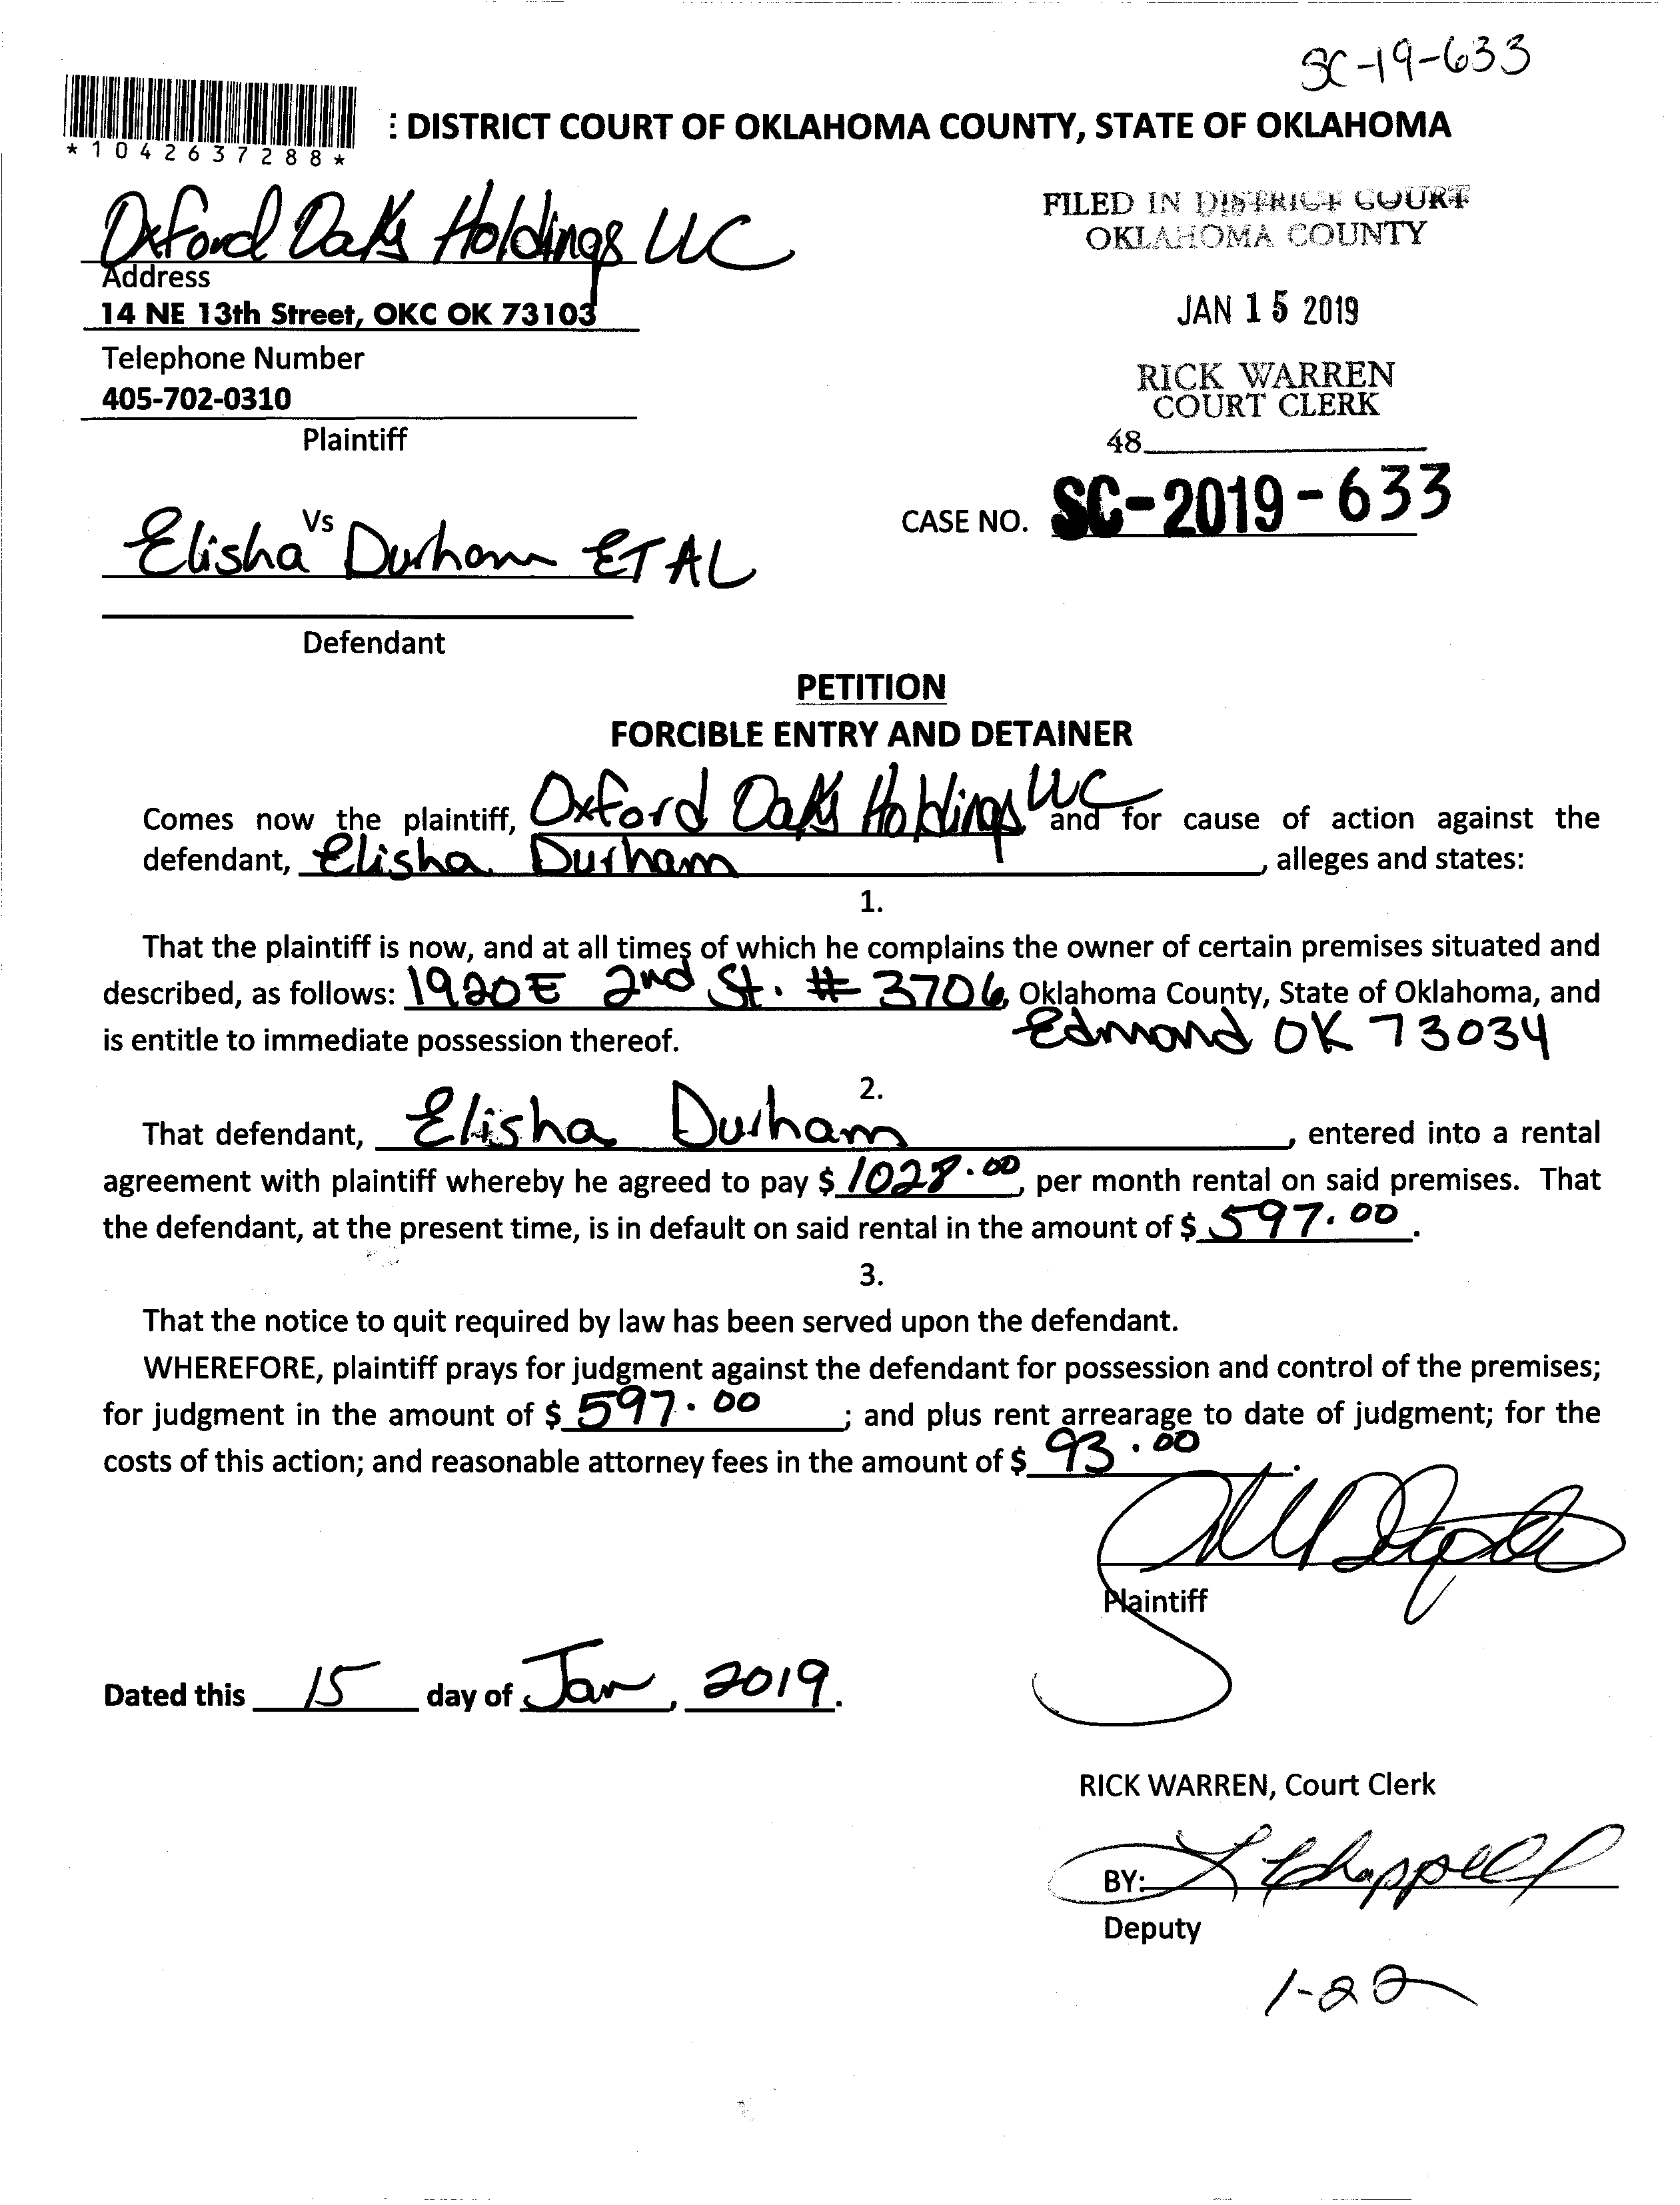 SC-19-633
: DISTRICT COURT OF OKLAHOMA COUNTY, STATE OF OKLAHOMA
*1042637288*
Oxford Oaks Holdings LLC
Address
14 NE 13th Street, OKC OK 73103
Telephone Number
405-702-0310
Plaintiff
FILED IN DISTRICT COURT
OKLAHOMA COUNTY
JAN 15 2019
RICK WARREN
COURT CLERK
48
CASE NO. SC-2019-633
Vs
Elisha Durham ET AL
Defendant
PETITION
FORCIBLE ENTRY AND DETAINER
Comes now the plaintiff, Oxford Oaks Holdings LLC and for cause of action against the
defendant, Elisha Durham, alleges and states:
1.
That the plaintiff is now, and at all times of which he complains the owner of certain premises situated and
described, as follows: 1920 E 2nd St. # 3706, Oklahoma County, State of Oklahoma, and
is entitle to immediate possession thereof. Edmond OK 73034
2.
That defendant, Elisha Durham, entered into a rental
agreement with plaintiff whereby he agreed to pay $ 1028.00, per month rental on said premises. That
the defendant, at the present time, is in default on said rental in the amount of $ 597.00.
3.
That the notice to quit required by law has been served upon the defendant.
WHEREFORE, plaintiff prays for judgment against the defendant for possession and control of the premises;
for judgment in the amount of $ 597.00; and plus rent arrearage to date of judgment; for the
costs of this action; and reasonable attorney fees in the amount of $ 93.00.
Plaintiff
Dated this 15 day of Jan, 2019.
RICK WARREN, Court Clerk
BY: Chappell
Deputy
1-22